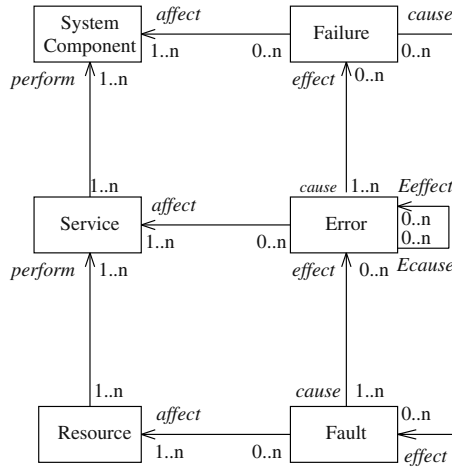 System
Component
affect
1..n
0..n
Failure
cause
0..n
perform
1..n
effect
0..n
1..n
cause
1..n
Eeffect
Service
affect
1..n
0..n
Error
0..n
0..n
perform
1..n
effect
0..n
Ecause
1..n
cause
1..n
Resource
affect
1..n
0..n
Fault
0..n
effect